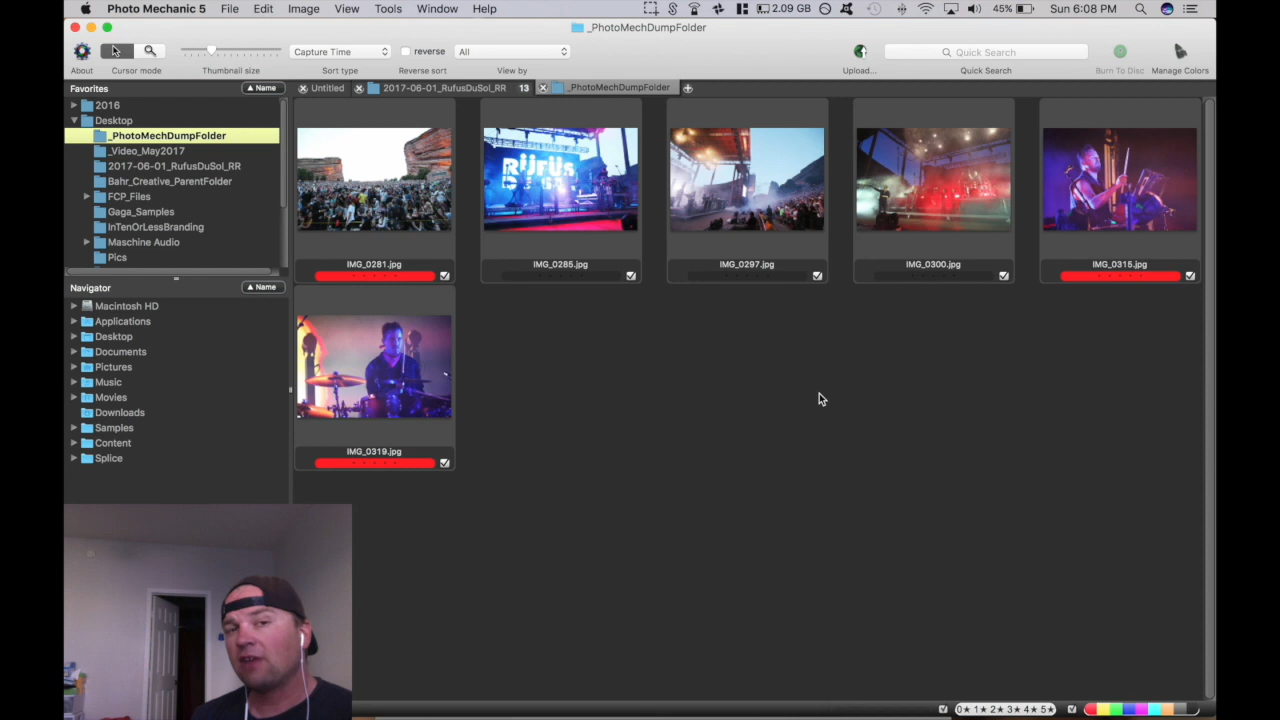 Photo Mechanic 5 File Edit Image View Tools Window Help 2.09 GB 45% Sun 6:08 PM
_PhotoMechDumpFolder
Capture Time reverse All Quick Search
About Cursor mode Thumbnail size Sort type Reverse sort View by Upload... Quick Search Burn To Disc Manage Colors
Favorites ▲ Name Untitled 2017-06-01_RufusDuSol_RR 13 _PhotoMechDumpFolder
2016
Desktop
_PhotoMechDumpFolder
_Video_May2017
2017-06-01_RufusDuSol_RR
Bahr_Creative_ParentFolder
FCP_Files
Gaga_Samples
InTenOrLessBranding
Maschine Audio
Pics
RÜFÜS
IMG_0281.jpg IMG_0285.jpg IMG_0297.jpg IMG_0300.jpg IMG_0315.jpg
Navigator ▲ Name
Macintosh HD
Applications
Desktop
Documents
Pictures
Music
Movies
Downloads
Samples
Content
Splice
IMG_0319.jpg
0★ 1★ 2★ 3★ 4★ 5★